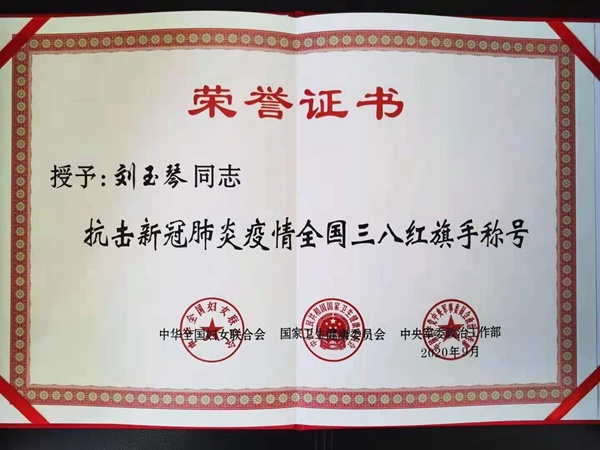 荣誉证书
授予：刘玉琴同志
抗击新冠肺炎疫情全国三八红旗手称号
中华全国妇女联合会 国家卫生健康委员会 中央军委政治工作部
2020年9月